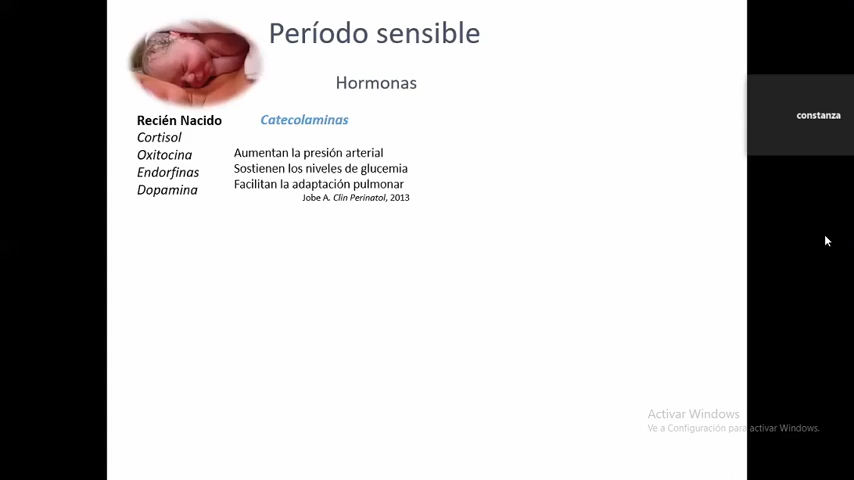 Período sensible
Hormonas
Recién Nacido
Cortisol
Oxitocina
Endorfinas
Dopamina
Catecolaminas
Aumentan la presión arterial
Sostienen los niveles de glucemia
Facilitan la adaptación pulmonar
Jobe A. Clin Perinatol, 2013
constanza
Activar Windows
Ve a Configuración para activar Windows.